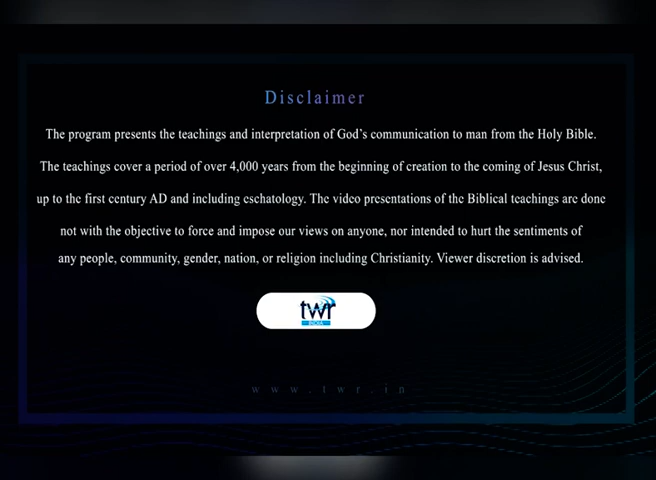 Disclaimer
The program presents the teachings and interpretation of God's communication to man from the Holy Bible.
The teachings cover a period of over 4,000 years from the beginning of creation to the coming of Jesus Christ,
up to the first century AD and including eschatology. The video presentations of the Biblical teachings are done
not with the objective to force and impose our views on anyone, nor intended to hurt the sentiments of
any people, community, gender, nation, or religion including Christianity. Viewer discretion is advised.
twr
INDIA
www.twr.in